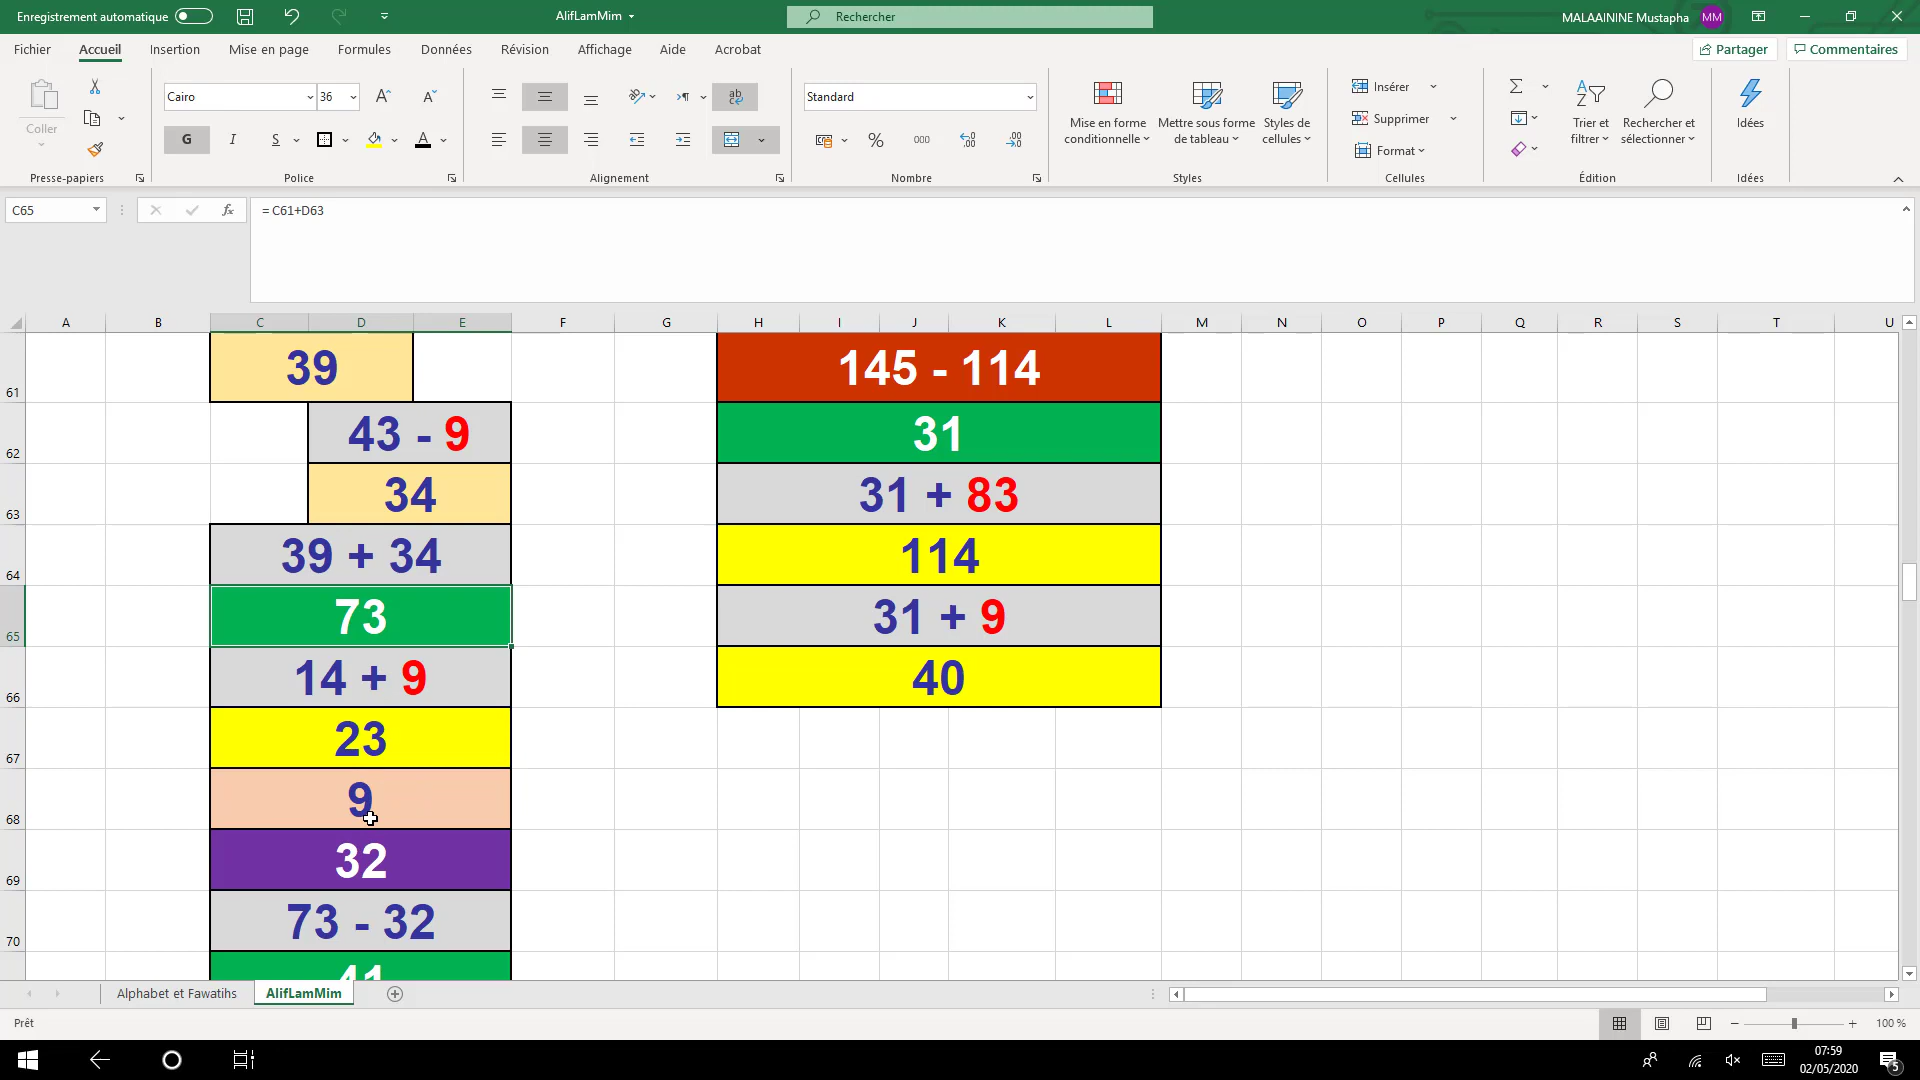 Enregistrement automatique
AlifLamMim
Rechercher
MALAAININE Mustapha
MM
Fichier
Accueil
Insertion
Mise en page
Formules
Données
Révision
Affichage
Aide
Acrobat
Partager
Commentaires
Coller
Cairo
36
G
I
S
Standard
%
000
Mise en forme conditionnelle
Mettre sous forme de tableau
Styles de cellules
Insérer
Supprimer
Format
Trier et filtrer
Rechercher et sélectionner
Idées
Presse-papiers
Police
Alignement
Nombre
Styles
Cellules
Édition
Idées
C65
fx
= C61+D63
A B C D E F G H I J K L M N O P Q R S T U
61 39 145 - 114
62 43 - 9 31
63 34 31 + 83
64 39 + 34 114
65 73 31 + 9
66 14 + 9 40
67 23
68 9
69 32
70 73 - 32
41
Alphabet et Fawatihs
AlifLamMim
Prêt
100 %
07:59
02/05/2020
5